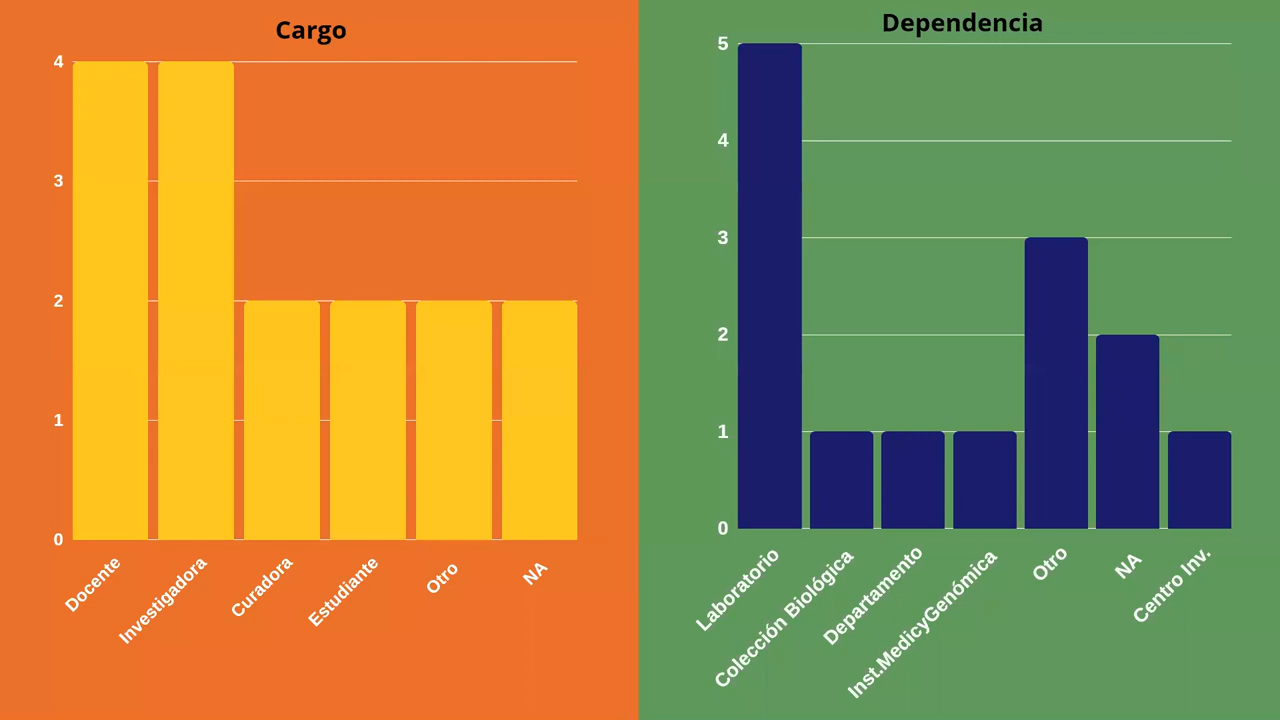 Cargo
4
3
2
1
0
Docente
Investigadora
Curadora
Estudiante
Otro
NA
Dependencia
5
4
3
2
1
0
Laboratorio
Colección Biológica
Departamento
Inst.MedicyGenómica
Otro
NA
Centro Inv.